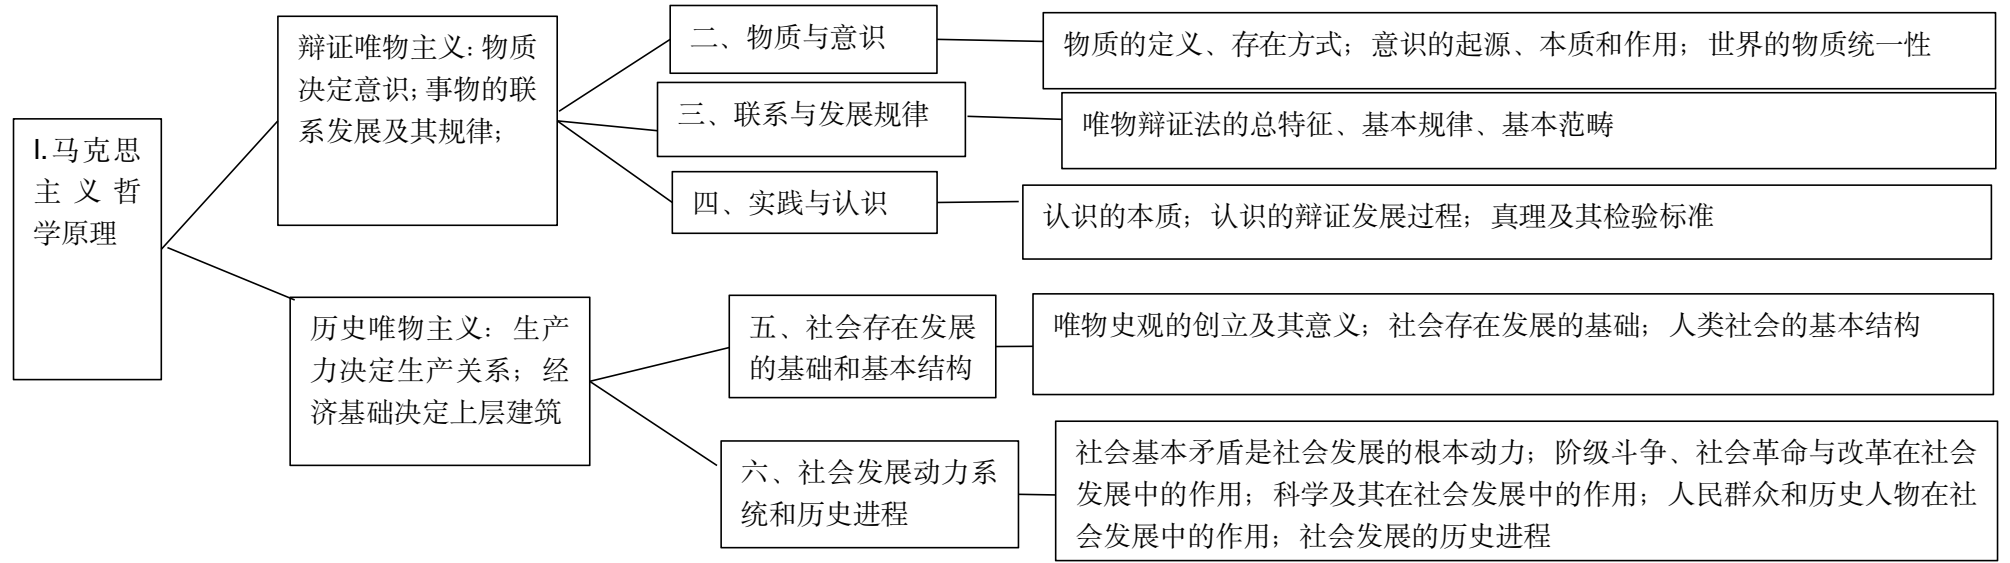 I.马克思
主义哲
学原理
辩证唯物主义：物质
决定意识；事物的联
系发展及其规律；
二、物质与意识
物质的定义、存在方式；意识的起源、本质和作用；世界的物质统一性
三、联系与发展规律
唯物辩证法的总特征、基本规律、基本范畴
四、实践与认识
认识的本质；认识的辩证发展过程；真理及其检验标准
历史唯物主义：生产
力决定生产关系；经
济基础决定上层建筑
五、社会存在发展
的基础和基本结构
唯物史观的创立及其意义；社会存在发展的基础；人类社会的基本结构
六、社会发展动力系
统和历史进程
社会基本矛盾是社会发展的根本动力；阶级斗争、社会革命与改革在社会
发展中的作用；科学及其在社会发展中的作用；人民群众和历史人物在社
会发展中的作用；社会发展的历史进程